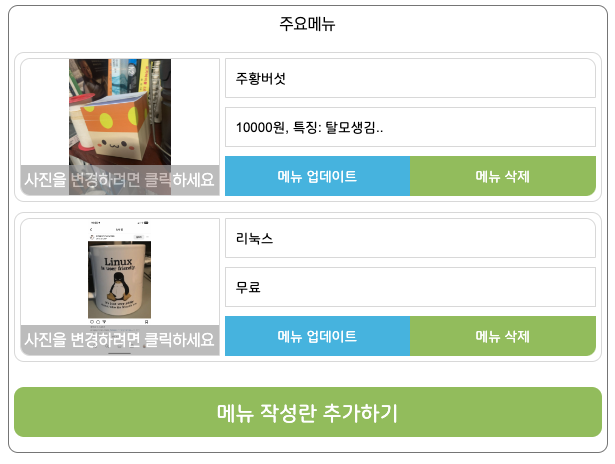 주요메뉴
주황버섯
10000원, 특징: 탈모생김..
사진을 변경하려면 클릭하세요
메뉴 업데이트
메뉴 삭제
리눅스
Linux
무료
사진을 변경하려면 클릭하세요
메뉴 업데이트
메뉴 삭제
메뉴 작성란 추가하기